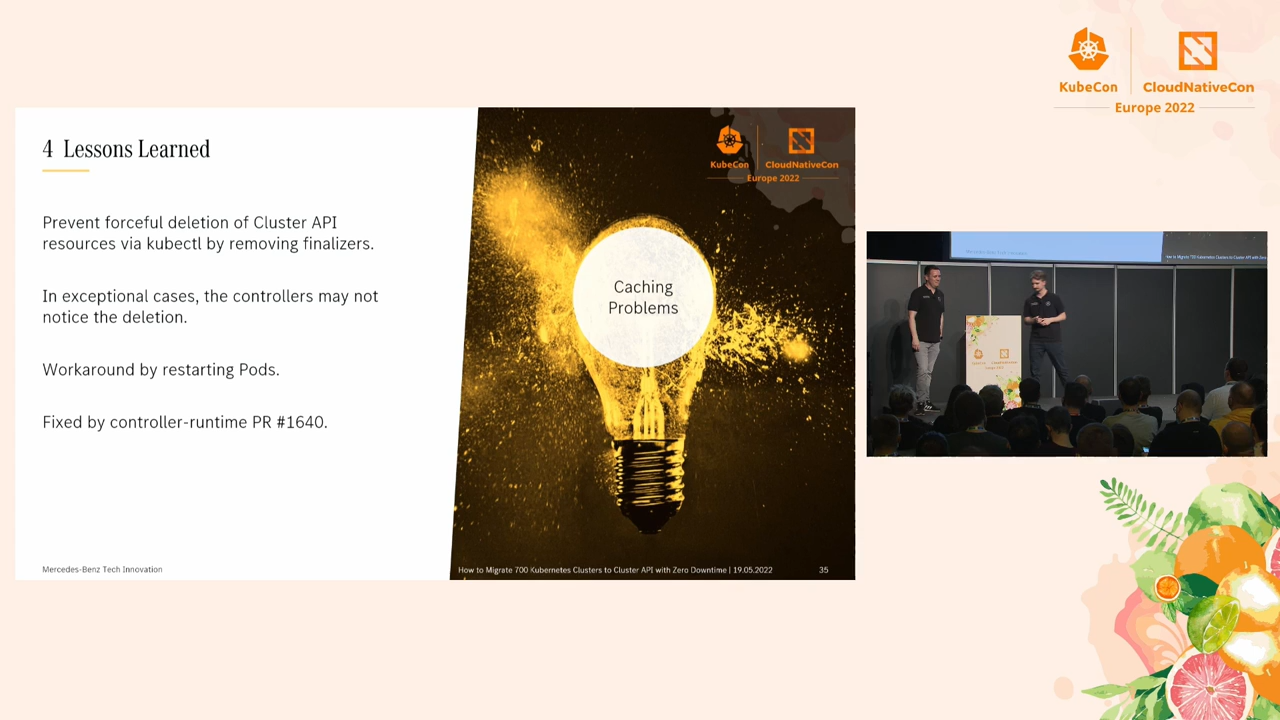 KubeCon
CloudNativeCon
Europe 2022
4 Lessons Learned
Prevent forceful deletion of Cluster API
resources via kubectl by removing finalizers.
In exceptional cases, the controllers may not
notice the deletion.
Workaround by restarting Pods.
Fixed by controller-runtime PR #1640.
Mercedes-Benz Tech Innovation
KubeCon
CloudNativeCon
Europe 2022
Caching
Problems
How to Migrate 700 Kubernetes Clusters to Cluster API with Zero Downtime | 19.05.2022
35